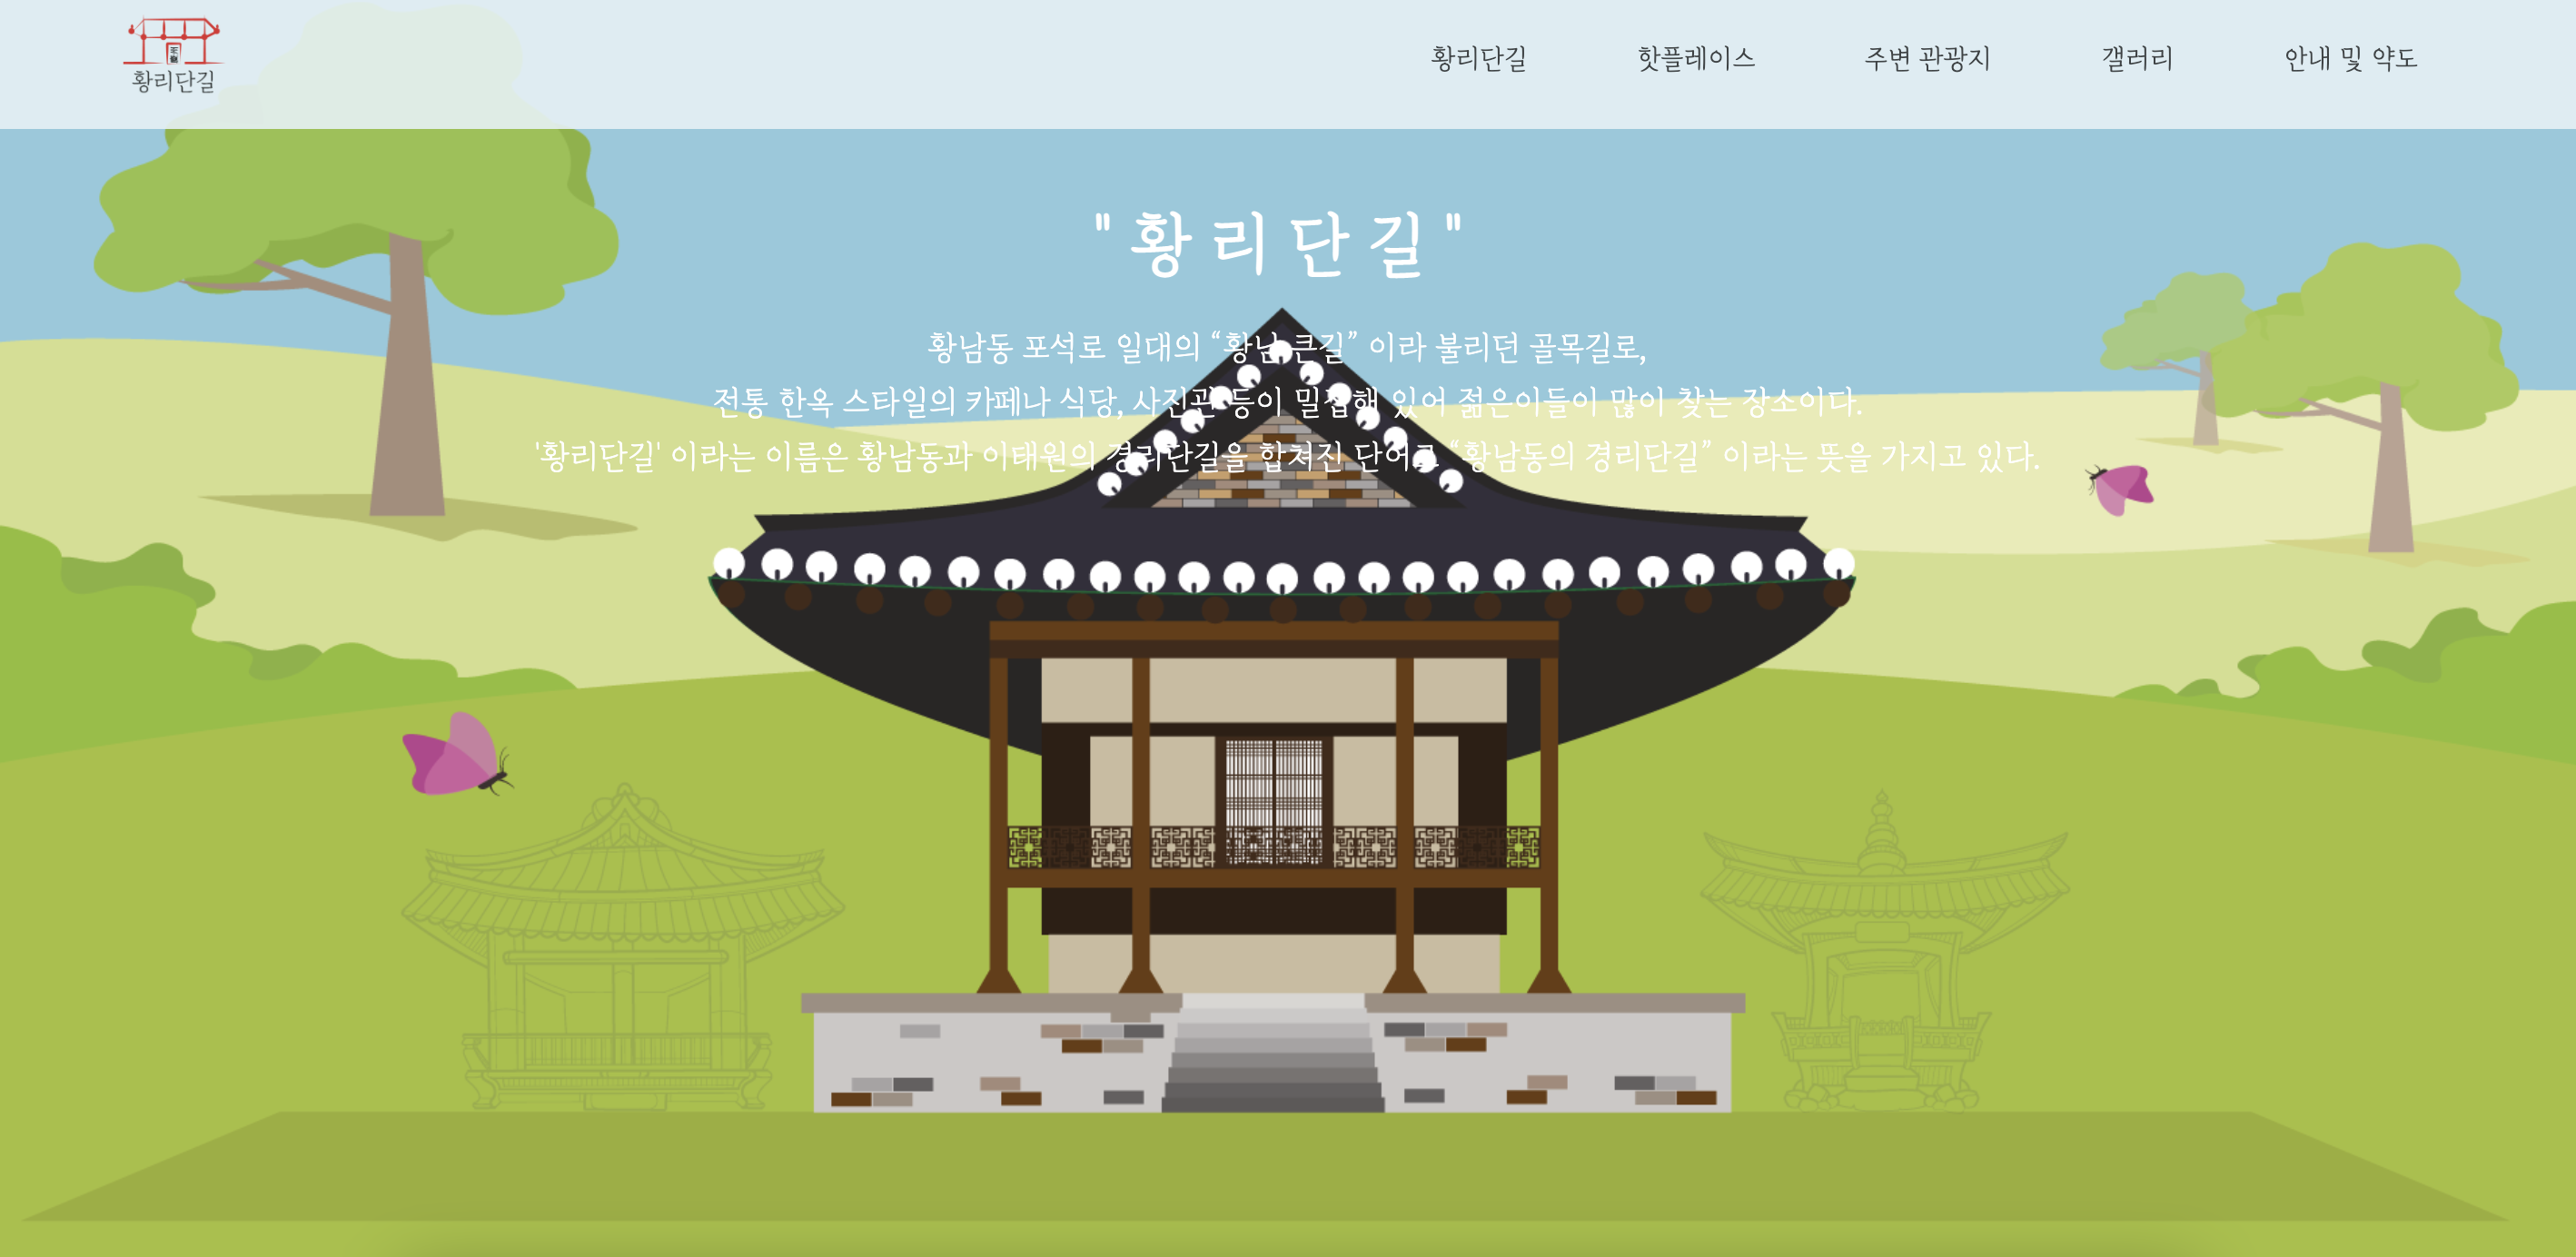 황리단길
황리단길
핫플레이스
주변 관광지
갤러리
안내 및 약도
"황리단길"
황남동 포석로 일대의 “황남 큰길” 이라 불리던 골목길로,
전통 한옥 스타일의 카페나 식당, 사진관 등이 밀집해 있어 젊은이들이 많이 찾는 장소이다.
'황리단길' 이라는 이름은 황남동과 이태원의 경리단길을 합쳐진 단어로 “황남동의 경리단길” 이라는 뜻을 가지고 있다.